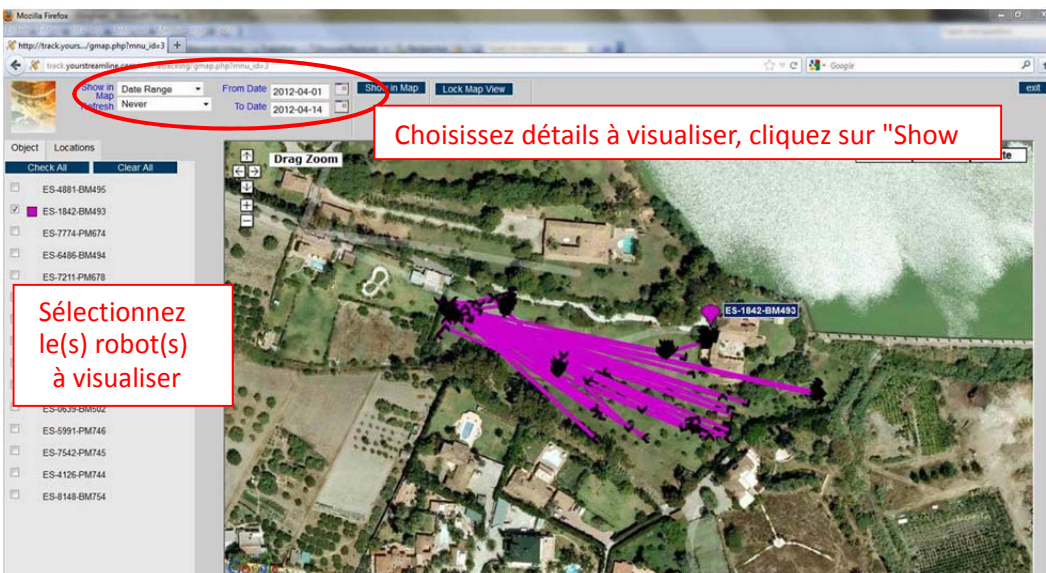 Mozilla Firefox
http://track.yours.../gmap.php?mnu_id=3 +
Google
Show in Map Date Range From Date 2012-04-01 Show in Map Lock Map View exit
Refresh Never To Date 2012-04-14
Choisissez détails à visualiser, cliquez sur "Show
Object Locations
Check All Clear All
Drag Zoom
ES-4881-BM495
ES-1842-BM493
ES-7774-PM674
ES-6486-BM494
ES-7211-PM678
ES-1842-BM493
Sélectionnez
le(s) robot(s)
à visualiser
ES-0639-BM502
ES-5991-PM746
ES-7542-PM745
ES-4126-PM744
ES-8148-BM754